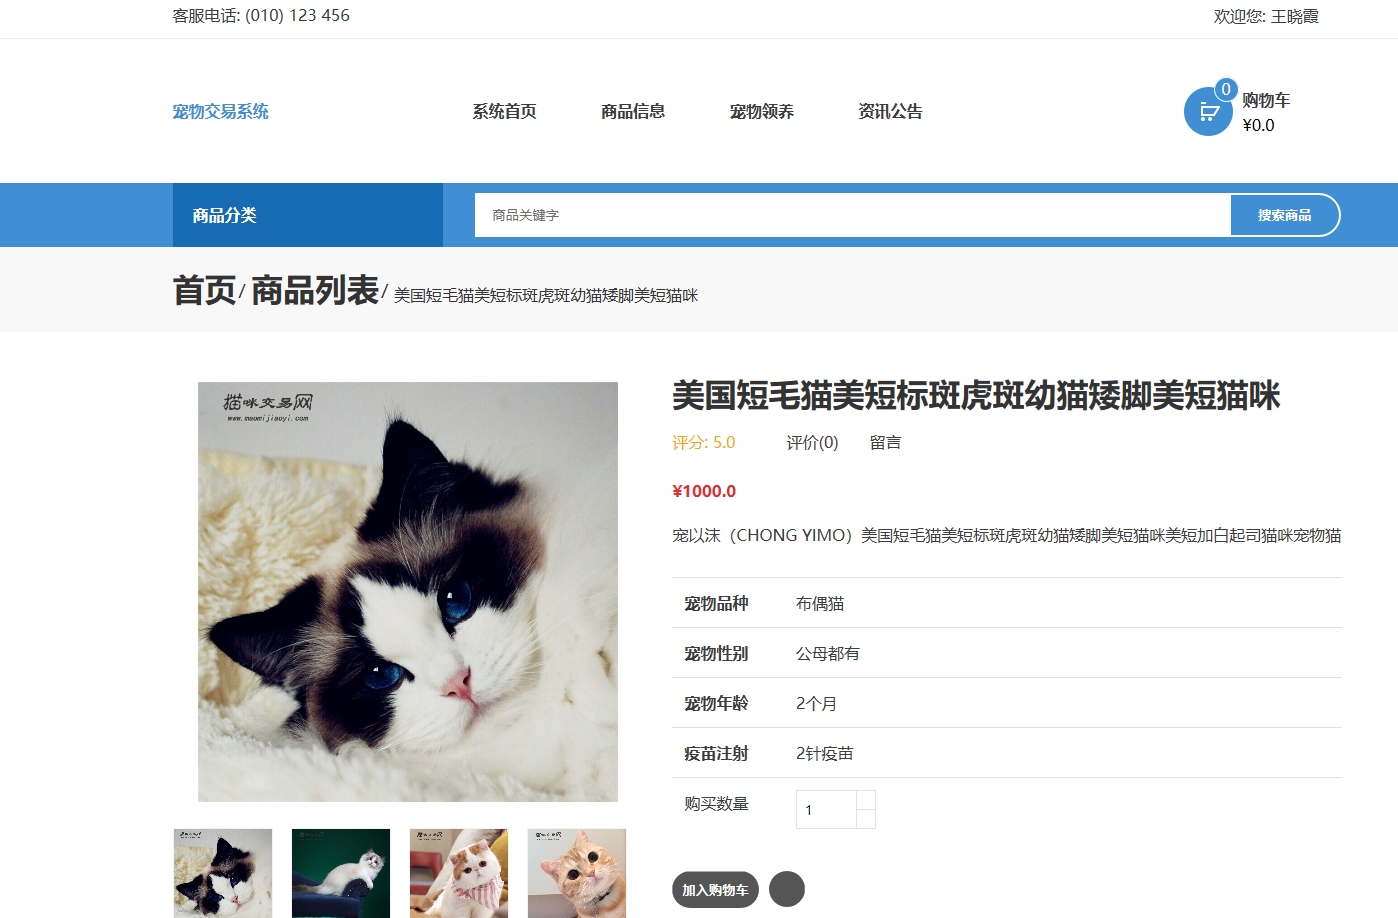 客服电话: (010) 123 456
欢迎您: 王晓霞
宠物交易系统
系统首页
商品信息
宠物领养
资讯公告
0
购物车
¥0.0
商品分类
商品关键字
搜索商品
首页/ 商品列表/ 美国短毛猫美短标斑虎斑幼猫矮脚美短猫咪
猫咪交易网
www.maomijiaoyi.com
美国短毛猫美短标斑虎斑幼猫矮脚美短猫咪
评分: 5.0
评价(0)
留言
¥1000.0
宠以沫（CHONG YIMO）美国短毛猫美短标斑虎斑幼猫矮脚美短猫咪美短加白起司猫咪宠物猫
宠物品种 布偶猫
宠物性别 公母都有
宠物年龄 2个月
疫苗注射 2针疫苗
购买数量 1
加入购物车